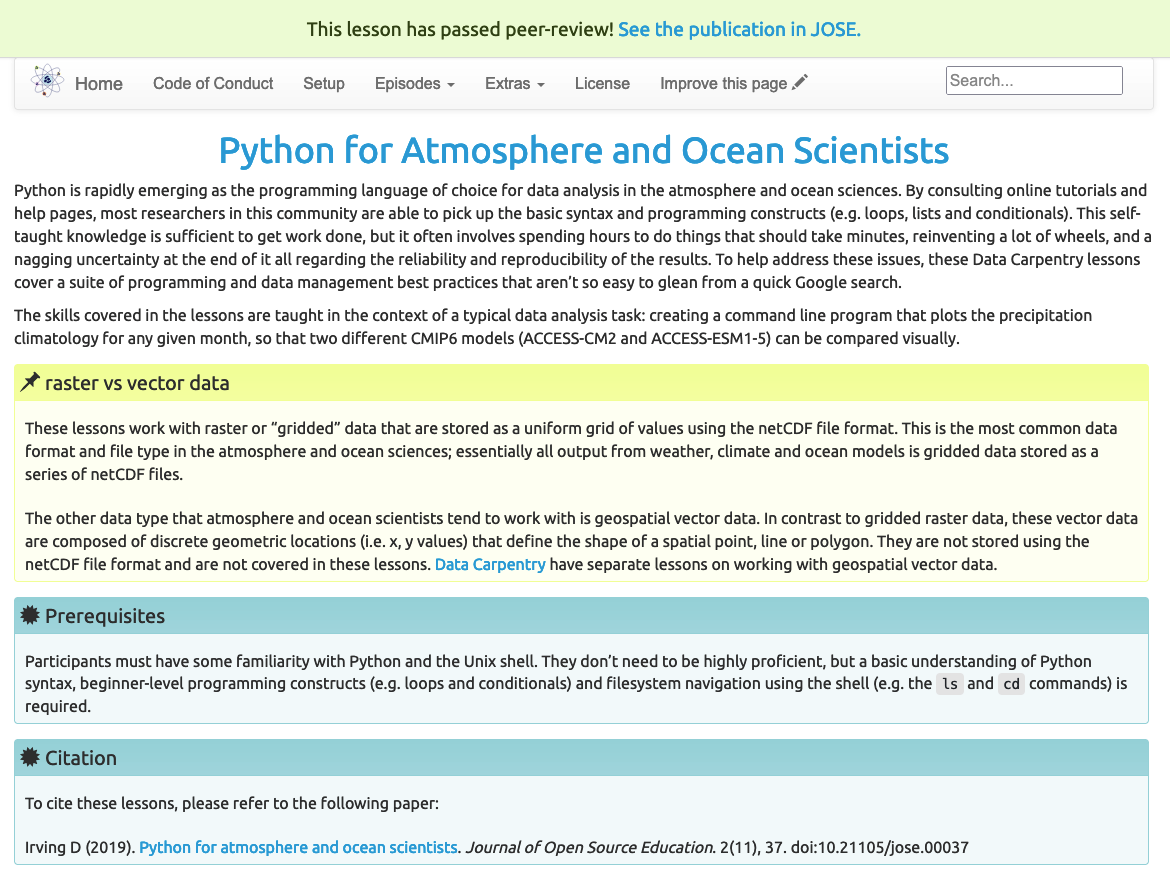 This lesson has passed peer-review! See the publication in JOSE.
Home Code of Conduct Setup Episodes Extras License Improve this page Search...
Python for Atmosphere and Ocean Scientists
Python is rapidly emerging as the programming language of choice for data analysis in the atmosphere and ocean sciences. By consulting online tutorials and
help pages, most researchers in this community are able to pick up the basic syntax and programming constructs (e.g. loops, lists and conditionals). This self-
taught knowledge is sufficient to get work done, but it often involves spending hours to do things that should take minutes, reinventing a lot of wheels, and a
nagging uncertainty at the end of it all regarding the reliability and reproducibility of the results. To help address these issues, these Data Carpentry lessons
cover a suite of programming and data management best practices that aren’t so easy to glean from a quick Google search.
The skills covered in the lessons are taught in the context of a typical data analysis task: creating a command line program that plots the precipitation
climatology for any given month, so that two different CMIP6 models (ACCESS-CM2 and ACCESS-ESM1-5) can be compared visually.
raster vs vector data
These lessons work with raster or “gridded” data that are stored as a uniform grid of values using the netCDF file format. This is the most common data
format and file type in the atmosphere and ocean sciences; essentially all output from weather, climate and ocean models is gridded data stored as a
series of netCDF files.
The other data type that atmosphere and ocean scientists tend to work with is geospatial vector data. In contrast to gridded raster data, these vector data
are composed of discrete geometric locations (i.e. x, y values) that define the shape of a spatial point, line or polygon. They are not stored using the
netCDF file format and are not covered in these lessons. Data Carpentry have separate lessons on working with geospatial vector data.
Prerequisites
Participants must have some familiarity with Python and the Unix shell. They don’t need to be highly proficient, but a basic understanding of Python
syntax, beginner-level programming constructs (e.g. loops and conditionals) and filesystem navigation using the shell (e.g. the ls and cd commands) is
required.
Citation
To cite these lessons, please refer to the following paper:
Irving D (2019). Python for atmosphere and ocean scientists. Journal of Open Source Education. 2(11), 37. doi:10.21105/jose.00037